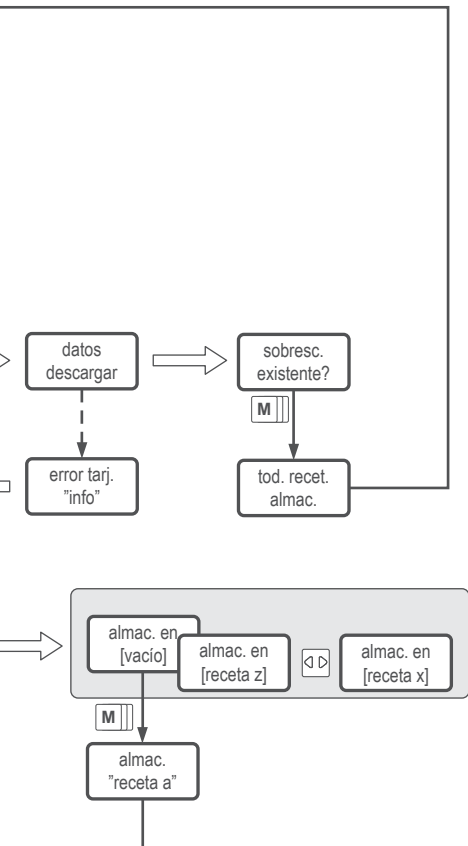 datos
descargar
sobresc.
existente?
M
error tarj.
”info”
tod. recet.
almac.
almac. en
[vacío]
almac. en
[receta z]
almac. en
[receta x]
M
almac.
”receta a”